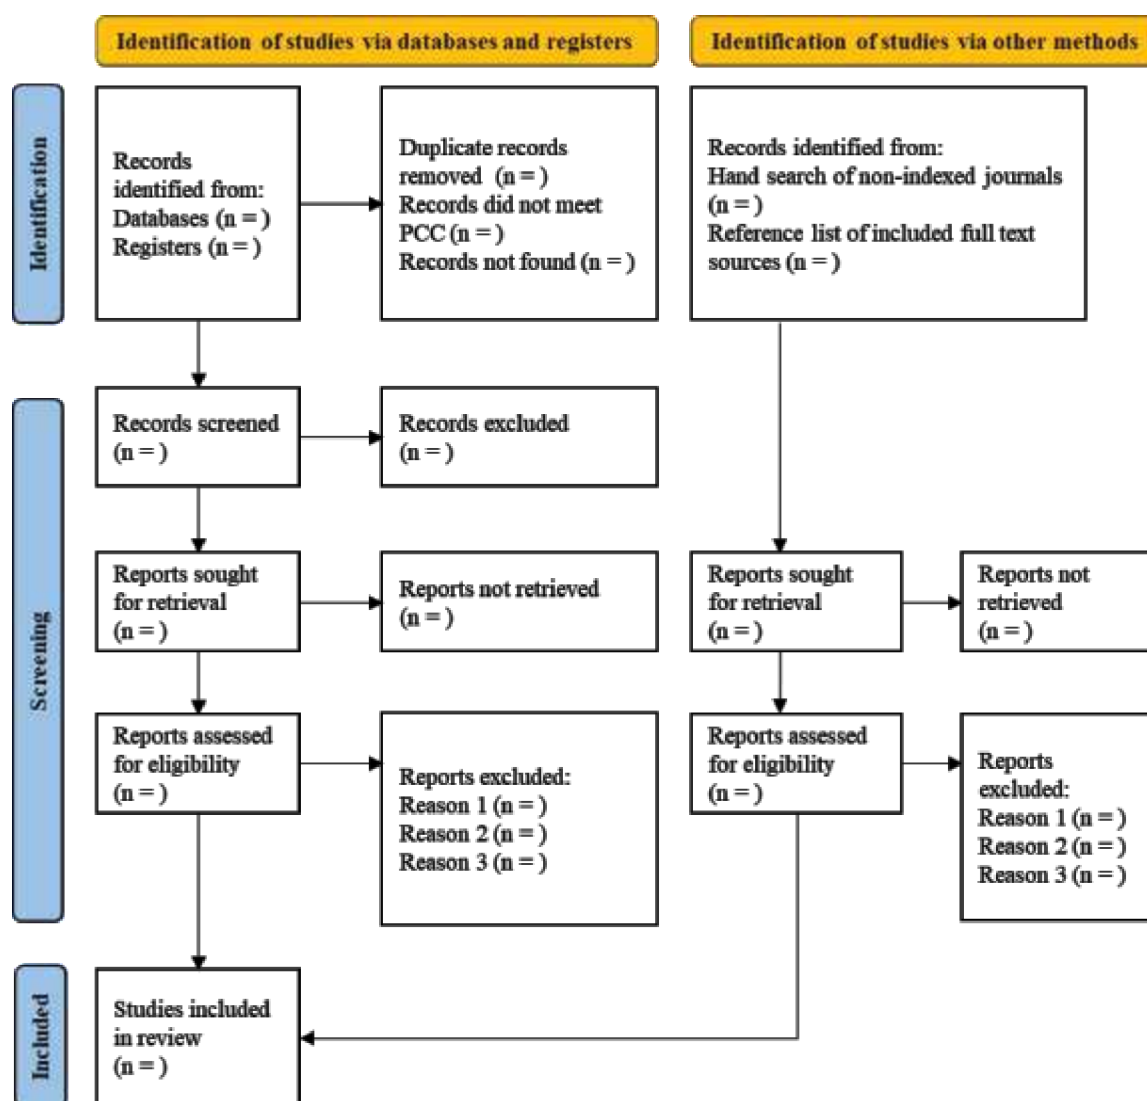 Identification of studies via databases and registers
Identification of studies via other methods
Identification
Records
identified from:
Databases (n = )
Registers (n = )
Duplicate records
removed (n = )
Records did not meet
PCC (n = )
Records not found (n = )
Records identified from:
Hand search of non-indexed journals
(n = )
Reference list of included full text
sources (n = )
Screening
Records screened
(n = )
Records excluded
(n = )
Reports sought
for retrieval
(n = )
Reports not retrieved
(n = )
Reports sought
for retrieval
(n = )
Reports not
retrieved
(n = )
Reports assessed
for eligibility
(n = )
Reports excluded:
Reason 1 (n = )
Reason 2 (n = )
Reason 3 (n = )
Reports assessed
for eligibility
(n = )
Reports
excluded:
Reason 1 (n = )
Reason 2 (n = )
Reason 3 (n = )
Included
Studies included
in review
(n = )